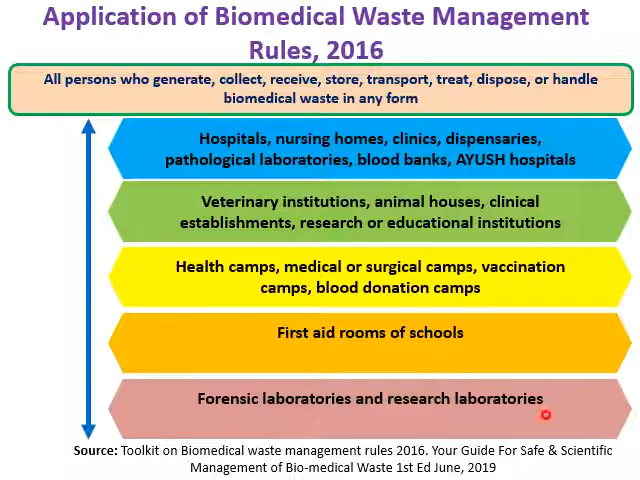 Application of Biomedical Waste Management
Rules, 2016
All persons who generate, collect, receive, store, transport, treat, dispose, or handle
biomedical waste in any form
Hospitals, nursing homes, clinics, dispensaries,
pathological laboratories, blood banks, AYUSH hospitals
Veterinary institutions, animal houses, clinical
establishments, research or educational institutions
Health camps, medical or surgical camps, vaccination
camps, blood donation camps
First aid rooms of schools
Forensic laboratories and research laboratories
Source: Toolkit on Biomedical waste management rules 2016. Your Guide For Safe & Scientific
Management of Bio-medical Waste 1st Ed June, 2019